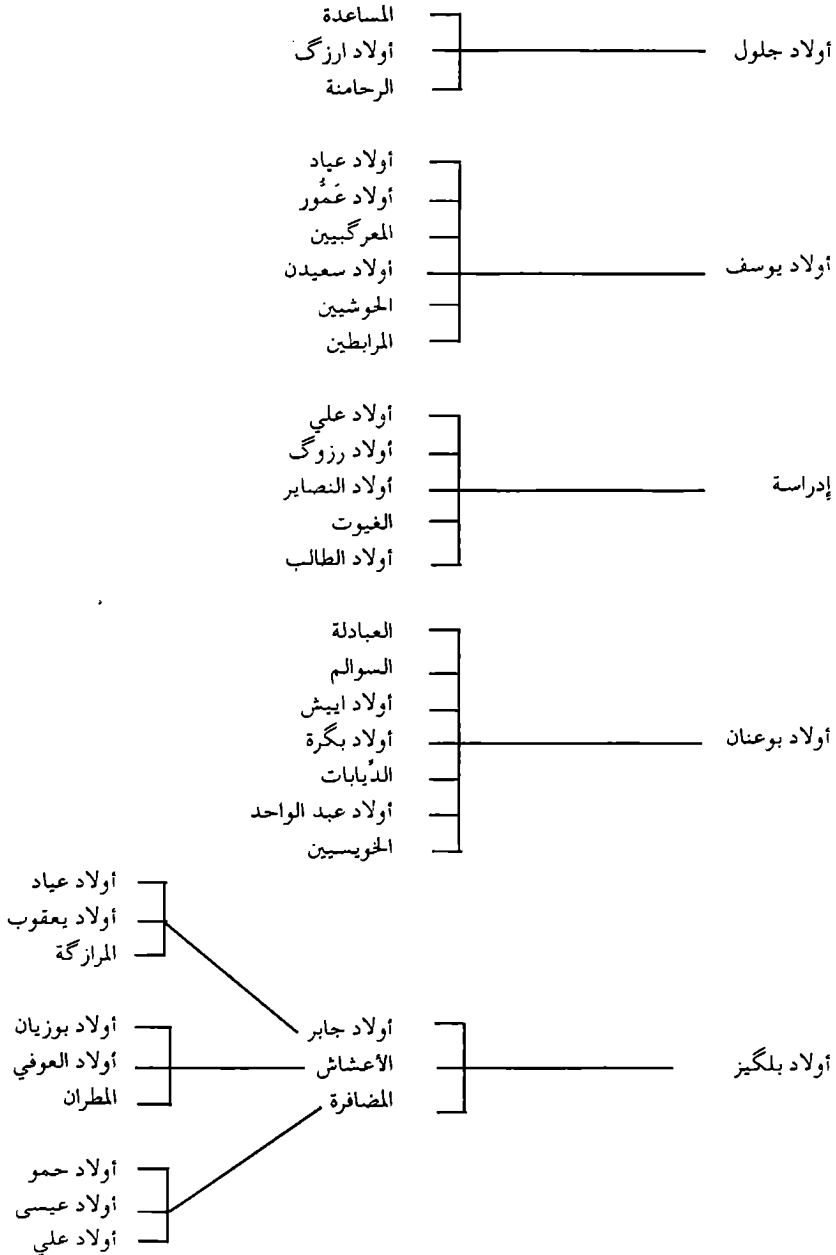 المساعدة
أولاد جلول
أولاد ارزگ
الرحامنة
أولاد عياد
أولاد عَمُّور
المعرگبيين
أولاد يوسف
أولاد سعيدن
الحوشيين
المرابطين
أولاد علي
أولاد رزوگ
إدراسة
أولاد النصاير
الغيوت
أولاد الطالب
العبادلة
السوالم
أولاد اييش
أولاد بوعنان
أولاد بگرة
الدِّيابات
أولاد عبد الواحد
الخويسيين
أولاد عياد
أولاد يعقوب
المرازگة
أولاد جابر
أولاد بوزيان
أولاد بلگيز
الأعشاش
أولاد العوفي
المضافرة
المطران
أولاد حمو
أولاد عيسى
أولاد علي